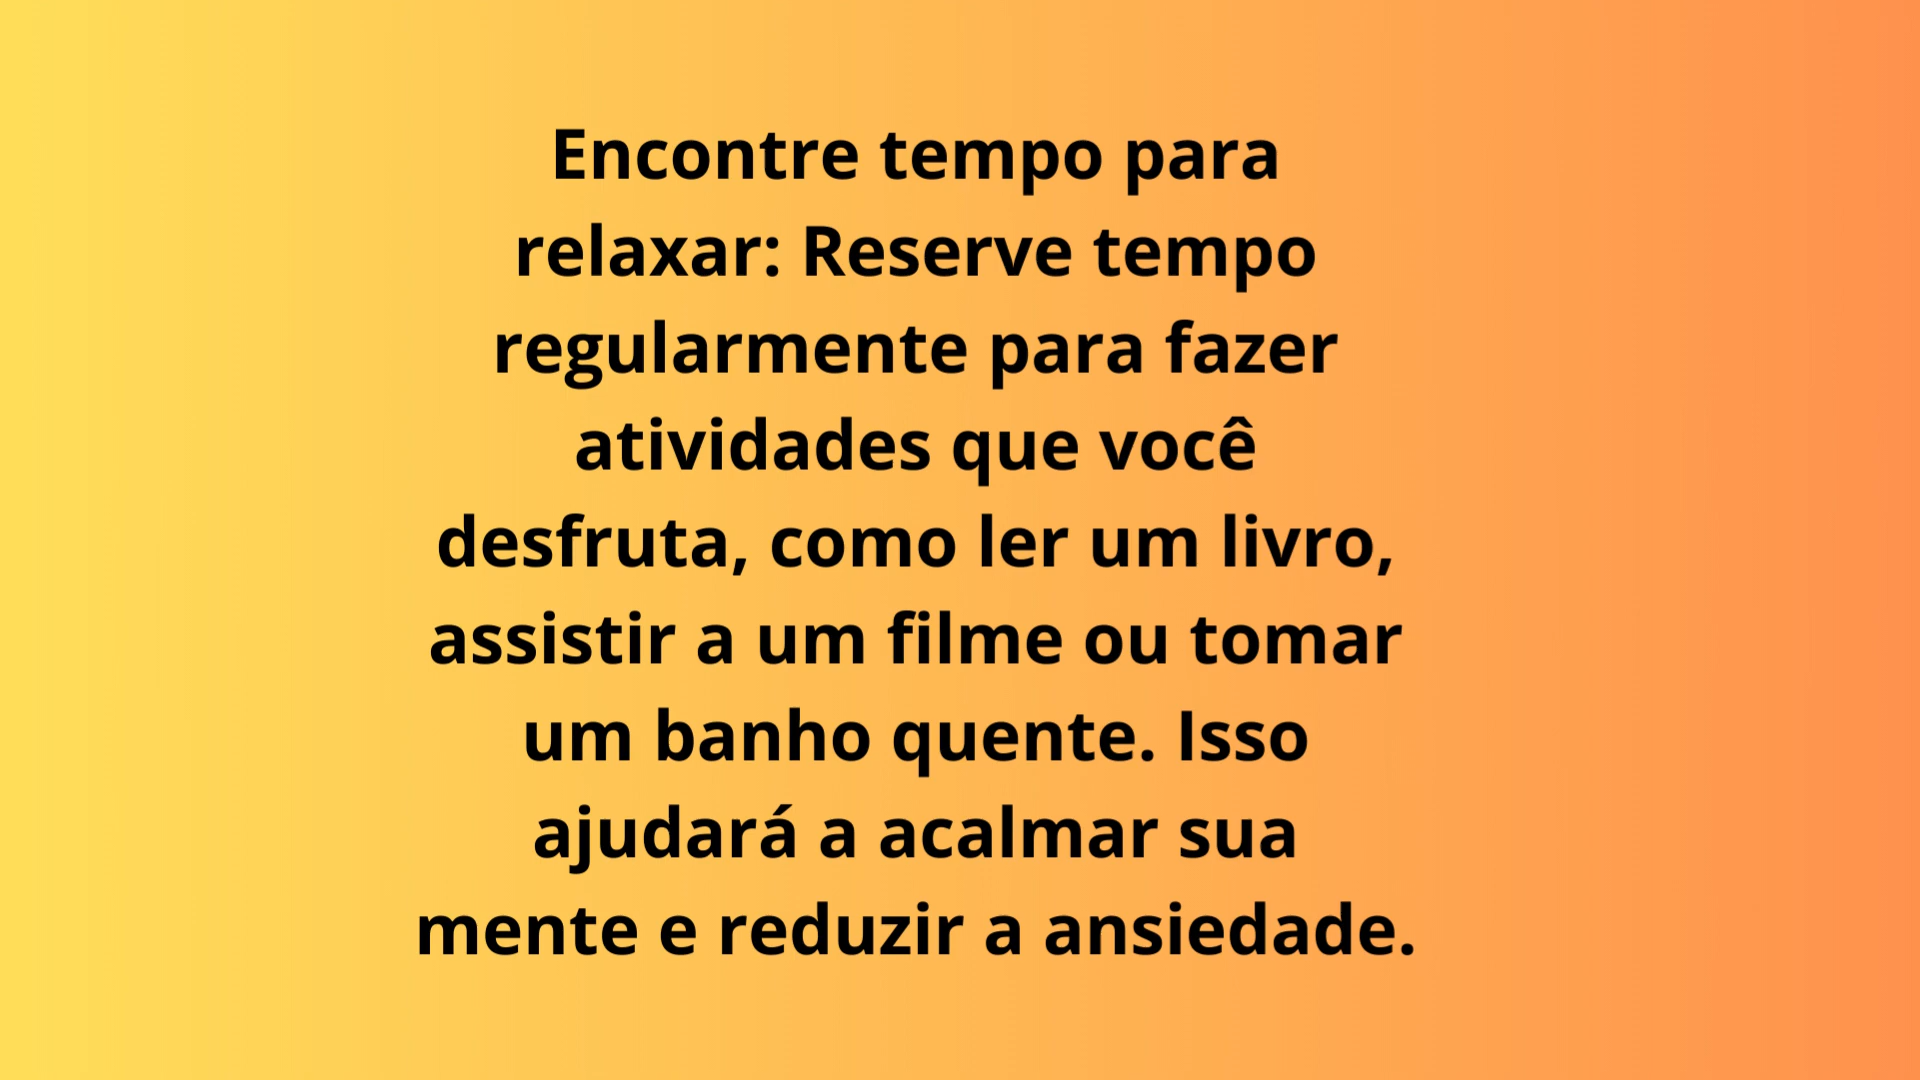 Encontre tempo para
relaxar: Reserve tempo
regularmente para fazer
atividades que você
desfruta, como ler um livro,
assistir a um filme ou tomar
um banho quente. Isso
ajudará a acalmar sua
mente e reduzir a ansiedade.